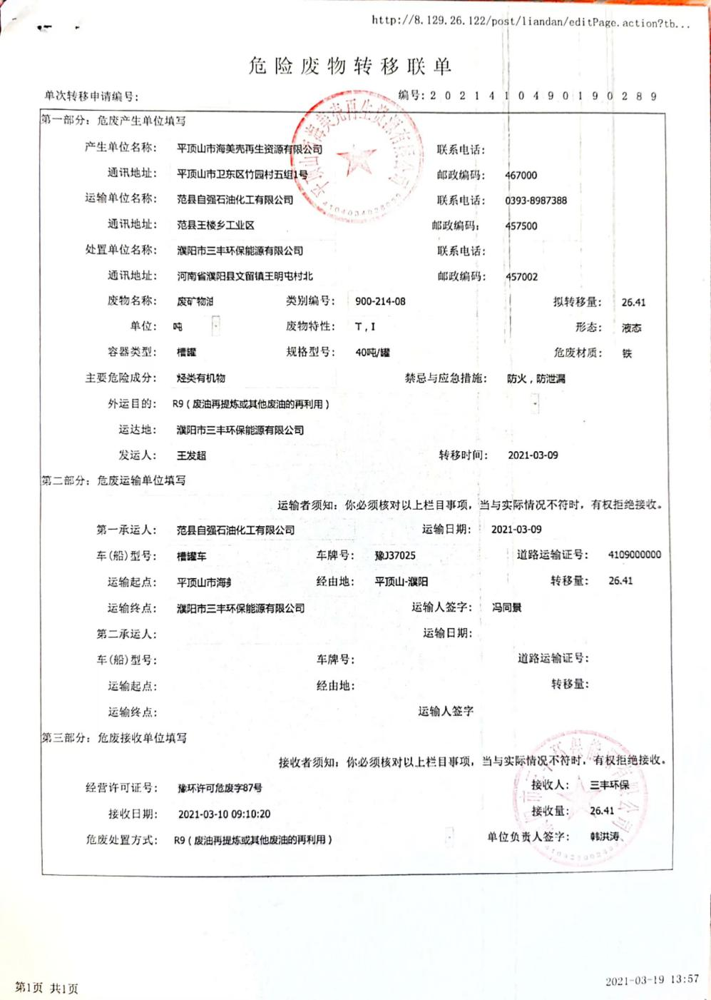 http://8.129.26.122/post/liandan/editPage.action?tb...
危险废物转移联单
单次转移申请编号: 编号: 2021410490190289
第一部分: 危废产生单位填写
产生单位名称: 平顶山市海美壳再生资源有限公司 联系电话:
通讯地址: 平顶山市卫东区竹园村五组1号 邮政编码: 467000
运输单位名称: 范县自强石油化工有限公司 联系电话: 0393-8987388
通讯地址: 范县王楼乡工业区 邮政编码: 457500
处置单位名称: 濮阳市三丰环保能源有限公司 联系电话:
通讯地址: 河南省濮阳县文留镇王明屯村北 邮政编码: 457002
废物名称: 废矿物油 类别编号: 900-214-08 拟转移量: 26.41
单位: 吨 废物特性: T,I 形态: 液态
容器类型: 槽罐 规格型号: 40吨/罐 危废材质: 铁
主要危险成分: 烃类有机物 禁忌与应急措施: 防火,防泄漏
外运目的: R9(废油再提炼或其他废油的再利用)
运达地: 濮阳市三丰环保能源有限公司
发运人: 王发超 转移时间: 2021-03-09
第二部分: 危废运输单位填写
运输者须知: 你必须核对以上栏目事项, 当与实际情况不符时, 有权拒绝接收。
第一承运人: 范县自强石油化工有限公司 运输日期: 2021-03-09
车(船)型号: 槽罐车 车牌号: 豫J37025 道路运输证号: 4109000000
运输起点: 平顶山市海 经由地: 平顶山-濮阳 转移量: 26.41
运输终点: 濮阳市三丰环保能源有限公司 运输人签字: 冯同景
第二承运人: 运输日期:
车(船)型号: 车牌号: 道路运输证号:
运输起点: 经由地: 转移量:
运输终点: 运输人签字
第三部分: 危废接收单位填写
接收者须知: 你必须核对以上栏目事项, 当与实际情况不符时, 有权拒绝接收。
经营许可证号: 豫环许可危废字87号 接收人: 三丰环保
接收日期: 2021-03-10 09:10:20 接收量: 26.41
危废处置方式: R9(废油再提炼或其他废油的再利用) 单位负责人签字: 韩洪涛、
第1页 共1页 2021-03-19 13:57